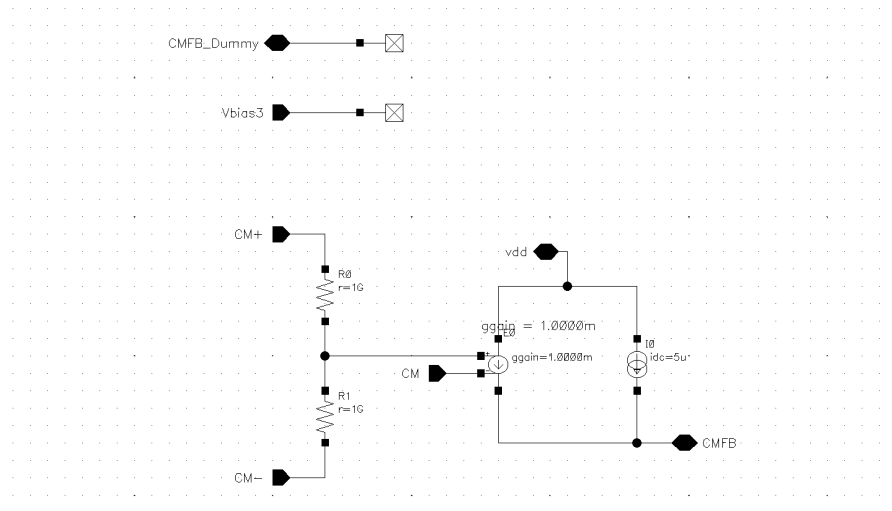 CMFB_Dummy
Vbias3
CM+
R0
r=1G
vdd
ggain = 1.0000m
E0
ggain=1.0000m
CM
I0
idc=5u
R1
r=1G
CMFB
CM−